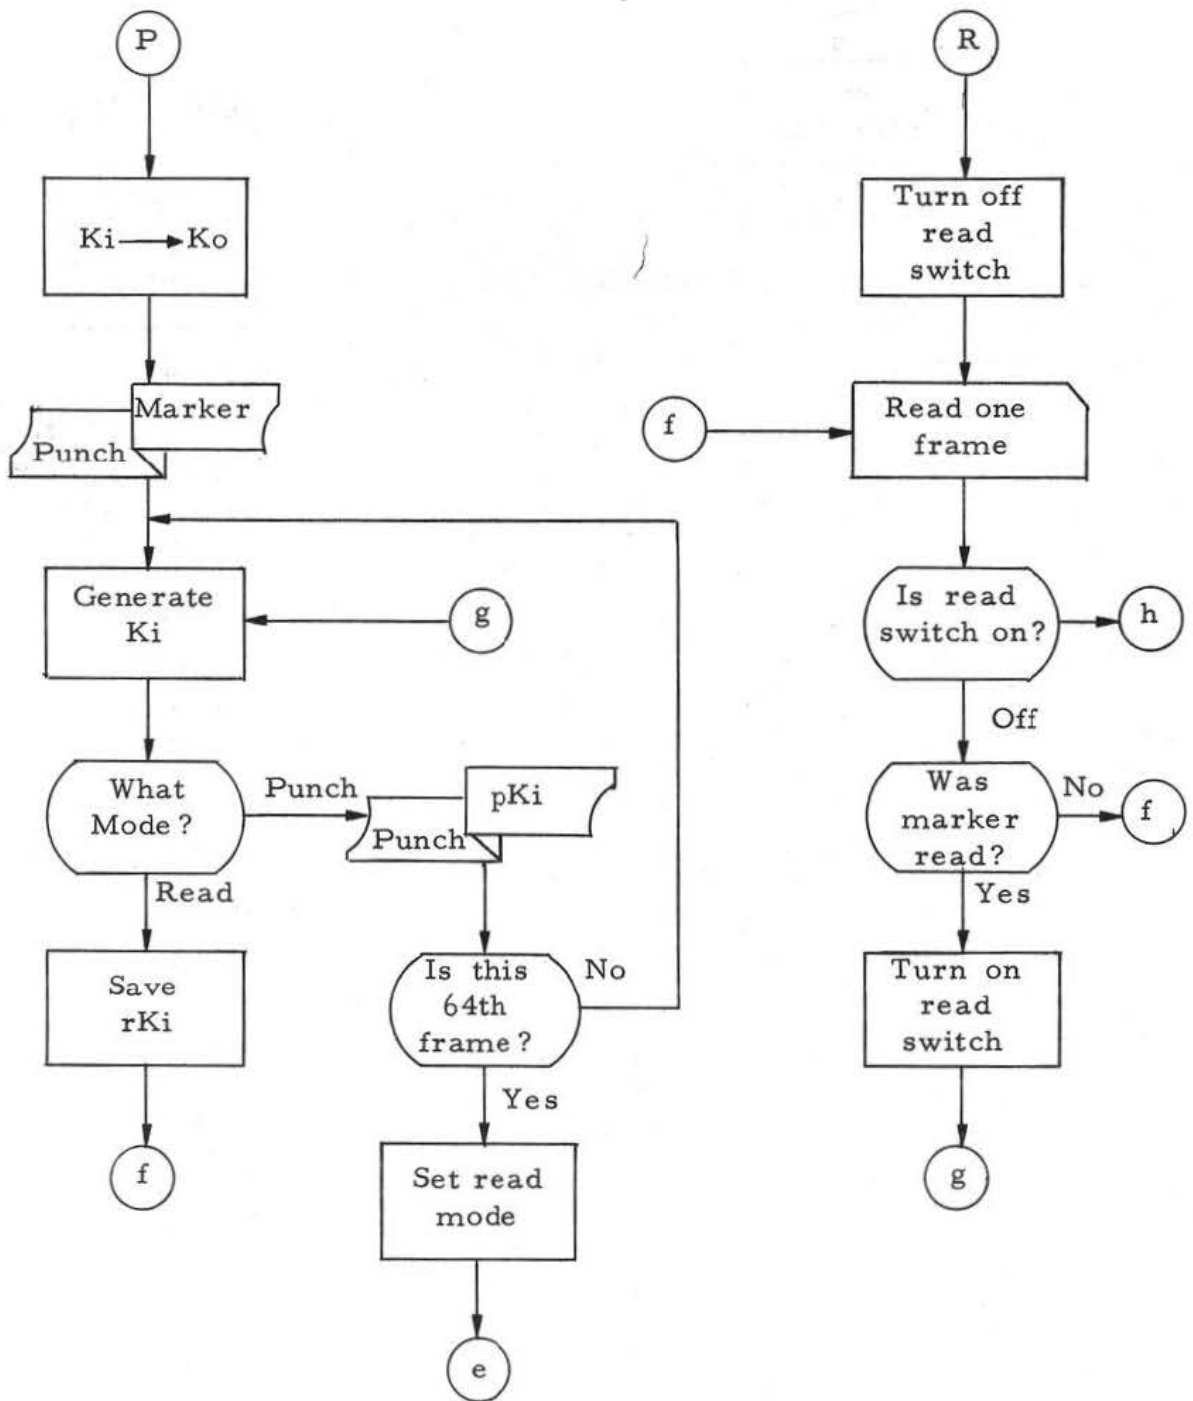 P
Ki → Ko
Marker
Punch
Generate
Ki
g
What
Mode?
Punch
pKi
Punch
Read
Save
rKi
f
Is this
64th
frame?
No
Yes
Set read
mode
e
R
Turn off
read
switch
f
Read one
frame
Is read
switch on?
h
Off
Was
marker
read?
No
f
Yes
Turn on
read
switch
g